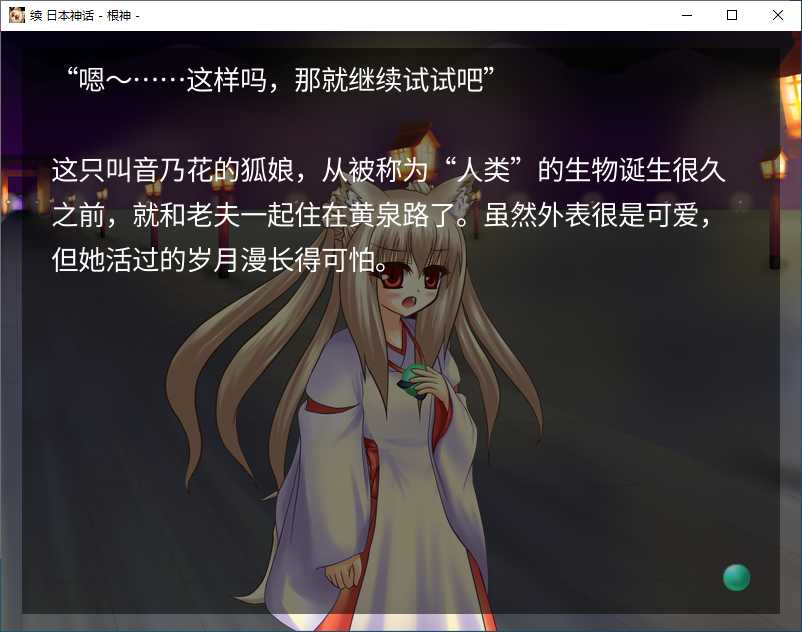 续 日本神话 - 根神 -
“嗯～……这样吗，那就继续试试吧”
这只叫音乃花的狐娘，从被称为“人类”的生物诞生很久
之前，就和老夫一起住在黄泉路了。虽然外表很是可爱，
但她活过的岁月漫长得可怕。